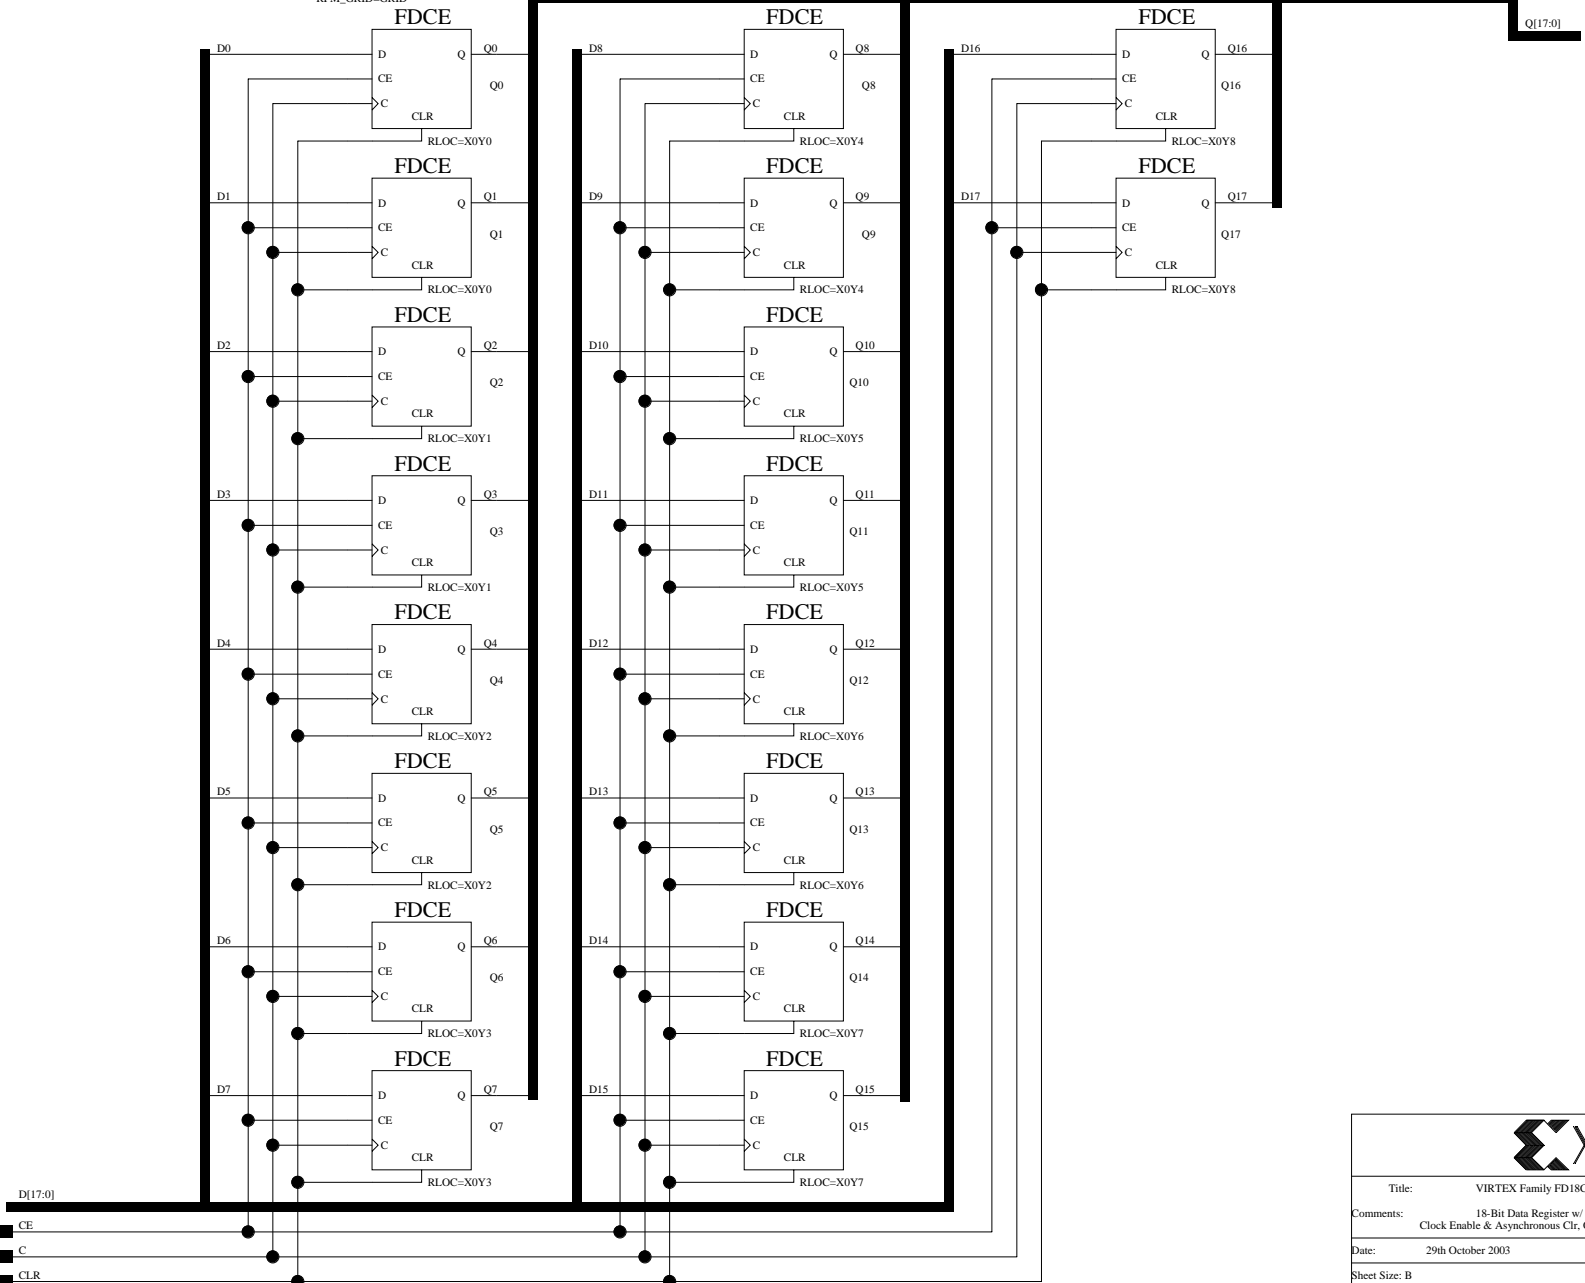 RPM_GRID=GRID
FDCE FDCE FDCE
Q[17:0]
D0 D Q Q0 D8 D Q Q8 D16 D Q Q16
CE Q0 CE Q8 CE Q16
C C C
CLR CLR CLR
RLOC=X0Y0 RLOC=X0Y4 RLOC=X0Y8
FDCE FDCE FDCE
D1 D Q Q1 D9 D Q Q9 D17 D Q Q17
CE Q1 CE Q9 CE Q17
C C C
CLR CLR CLR
RLOC=X0Y0 RLOC=X0Y4 RLOC=X0Y8
FDCE FDCE
D2 D Q Q2 D10 D Q Q10
CE Q2 CE Q10
C C
CLR CLR
RLOC=X0Y1 RLOC=X0Y5
FDCE FDCE
D3 D Q Q3 D11 D Q Q11
CE Q3 CE Q11
C C
CLR CLR
RLOC=X0Y1 RLOC=X0Y5
FDCE FDCE
D4 D Q Q4 D12 D Q Q12
CE Q4 CE Q12
C C
CLR CLR
RLOC=X0Y2 RLOC=X0Y6
FDCE FDCE
D5 D Q Q5 D13 D Q Q13
CE Q5 CE Q13
C C
CLR CLR
RLOC=X0Y2 RLOC=X0Y6
FDCE FDCE
D6 D Q Q6 D14 D Q Q14
CE Q6 CE Q14
C C
CLR CLR
RLOC=X0Y3 RLOC=X0Y7
FDCE FDCE
D7 D Q Q7 D15 D Q Q15
CE Q7 CE Q15
C C
CLR CLR
RLOC=X0Y3 RLOC=X0Y7
D[17:0]
CE
C
CLR
Title: VIRTEX Family FD18C
Comments: 18-Bit Data Register w/
Clock Enable & Asynchronous Clr,
Date: 29th October 2003
Sheet Size: B